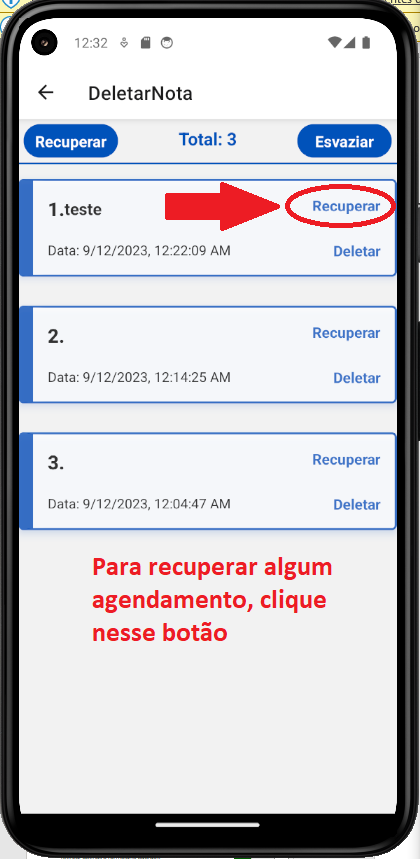 12:32
DeletarNota
Recuperar
Total: 3
Esvaziar
1.teste
Recuperar
Data: 9/12/2023, 12:22:09 AM
Deletar
2.
Recuperar
Data: 9/12/2023, 12:14:25 AM
Deletar
3.
Recuperar
Data: 9/12/2023, 12:04:47 AM
Deletar
Para recuperar algum
agendamento, clique
nesse botão